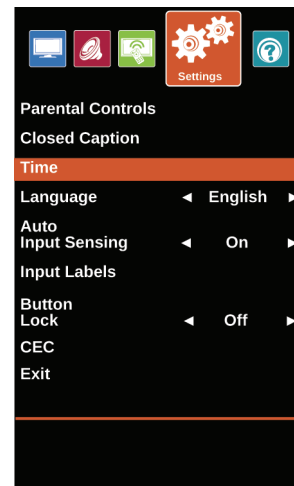 Settings
Parental Controls
Closed Caption
Time
Language ◄ English ►
Auto
Input Sensing ◄ On ►
Input Labels
Button
Lock ◄ Off ►
CEC
Exit